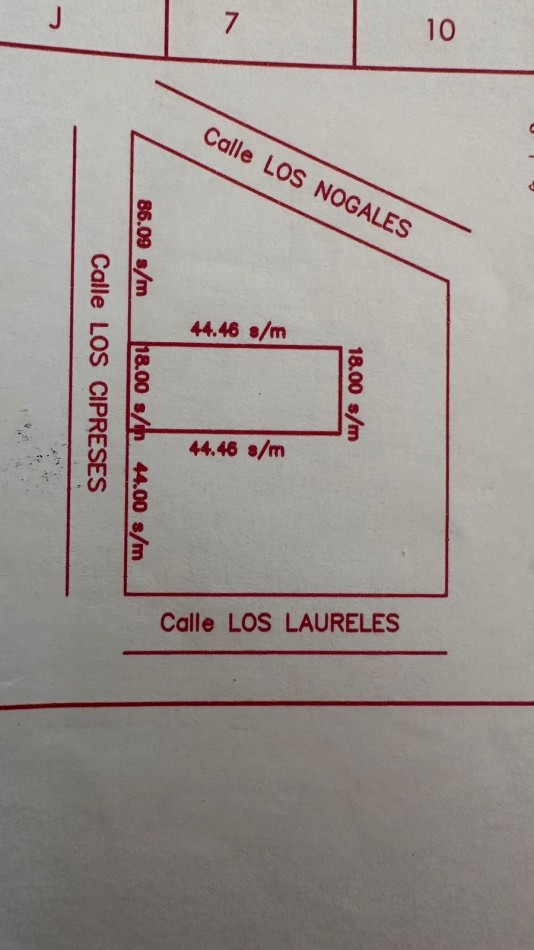 J
7
10
Calle LOS NOGALES
86.09 s/m
Calle LOS CIPRESES
44.46 s/m
18.00 s/m
18.00 s/m
44.46 s/m
44.00 s/m
Calle LOS LAURELES